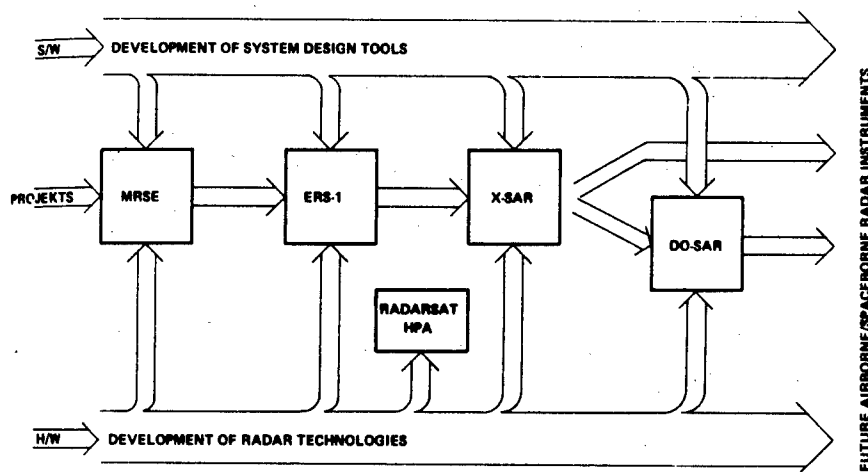 S/W
DEVELOPMENT OF SYSTEM DESIGN TOOLS
PROJEKTS
MRSE
ERS-1
X-SAR
DO-SAR
RADARSAT
HPA
H/W
DEVELOPMENT OF RADAR TECHNOLOGIES
FUTURE AIRBORNE/SPACEBORNE RADAR INSTRUMENTS